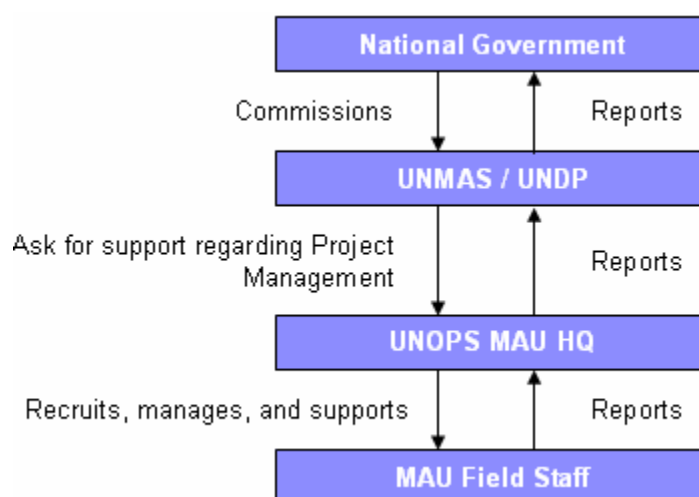 National Government
Commissions
Reports
UNMAS / UNDP
Ask for support regarding Project
Management
Reports
UNOPS MAU HQ
Recruits, manages, and supports
Reports
MAU Field Staff